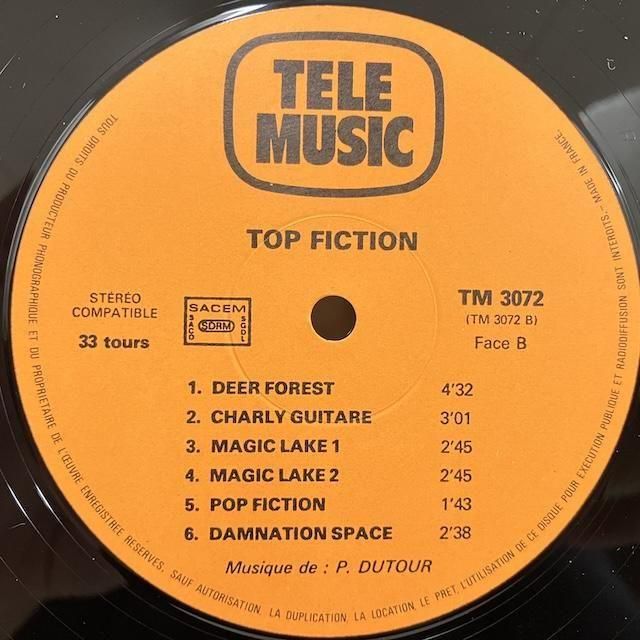 TELE
MUSIC
TOP FICTION
STÉRÉO
COMPATIBLE
33 tours
SACEM
SACD
SDRM
SGDL
TM 3072
(TM 3072 B)
Face B
1. DEER FOREST 4'32
2. CHARLY GUITARE 3'01
3. MAGIC LAKE 1 2'45
4. MAGIC LAKE 2 2'45
5. POP FICTION 1'43
6. DAMNATION SPACE 2'38
Musique de : P. DUTOUR
TOUS DROITS DU PRODUCTEUR PHONOGRAPHIQUE ET DU PROPRIETAIRE DE L'ŒUVRE ENREGISTREE RESERVES. SAUF AUTORISATION, LA DUPLICATION, LA LOCATION, LE PRET, L'UTILISATION DE CE DISQUE POUR EXECUTION PUBLIQUE ET RADIODIFFUSION SONT INTERDITS. - MADE IN FRANCE.